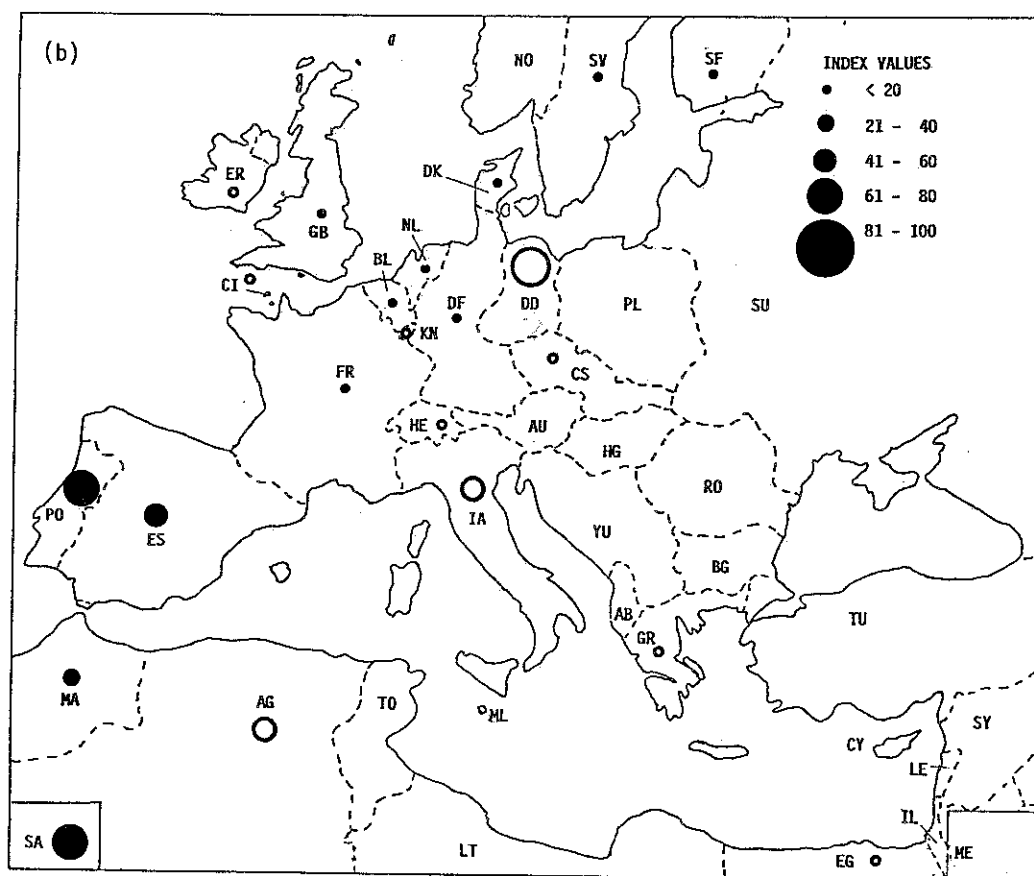 (b)
NO
SV
SF
INDEX VALUES
< 20
21 - 40
41 - 60
61 - 80
81 - 100
ER
DK
GB
NL
CI
BL
DF
DD
PL
SU
KN
FR
CS
HE
AU
HG
RO
PO
ES
IA
YU
BG
AB
GR
TU
MA
AG
TO
ML
CY
SY
LE
SA
LT
IL
ME
EG